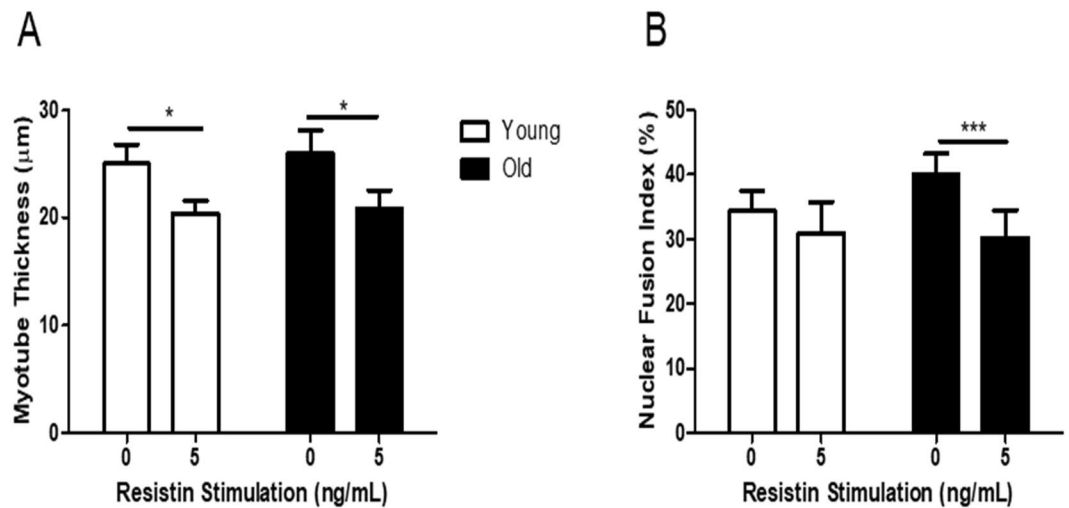 A
Myotube Thickness (μm)
30
20
10
0
*
*
0 5 0 5
Resistin Stimulation (ng/mL)
Young
Old
B
Nuclear Fusion Index (%)
50
40
30
20
10
0
***
0 5 0 5
Resistin Stimulation (ng/mL)